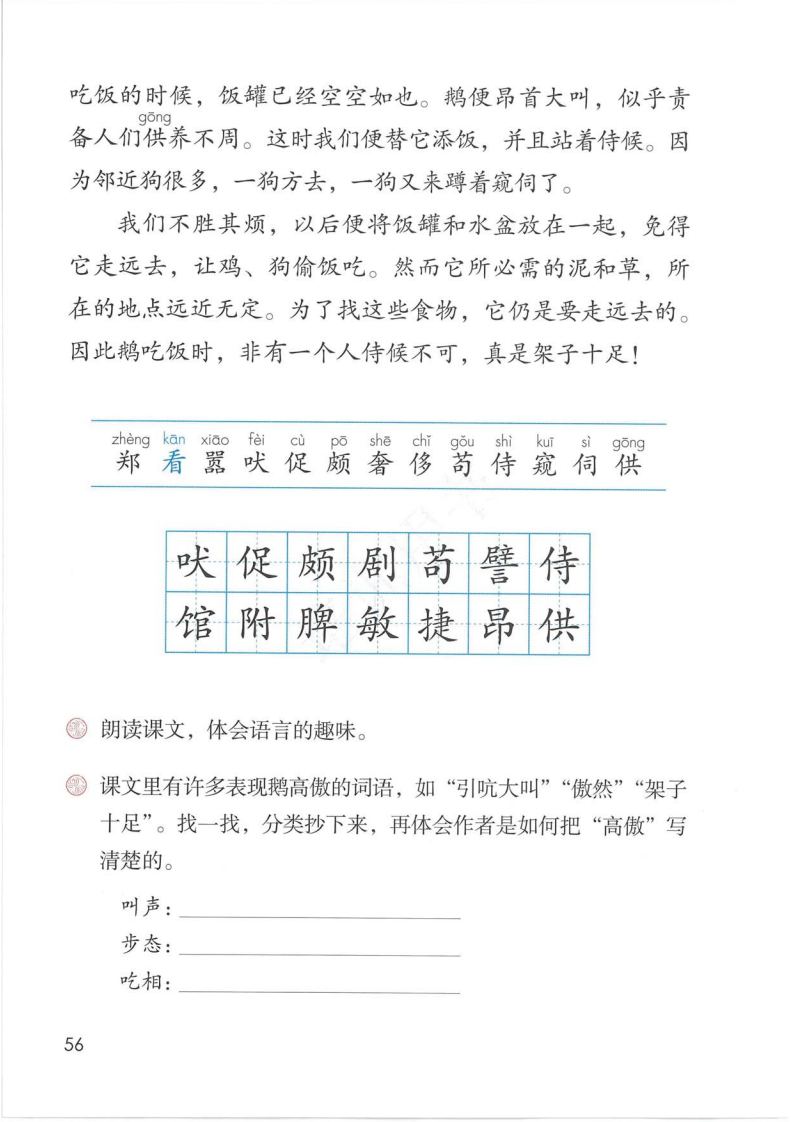 吃饭的时候，饭罐已经空空如也。鹅便昂首大叫，似乎责
gōng
备人们供养不周。这时我们便替它添饭，并且站着侍候。因
为邻近狗很多，一狗方去，一狗又来蹲着窥伺了。
我们不胜其烦，以后便将饭罐和水盆放在一起，免得
它走远去，让鸡、狗偷饭吃。然而它所必需的泥和草，所
在的地点远近无定。为了找这些食物，它仍是要走远去的。
因此鹅吃饭时，非有一个人侍候不可，真是架子十足！
zhèng kān xiāo fèi cù pō shē chǐ gǒu shì kuī sì gōng
郑 看 嚣 吠 促 颇 奢 侈 苟 侍 窥 伺 供
吠 促 颇 剧 苟 譬 侍
馆 附 脾 敏 捷 昂 供
朗读课文，体会语言的趣味。
课文里有许多表现鹅高傲的词语，如“引吭大叫”“傲然”“架子
十足”。找一找，分类抄下来，再体会作者是如何把“高傲”写
清楚的。
叫声：
步态：
吃相：
56